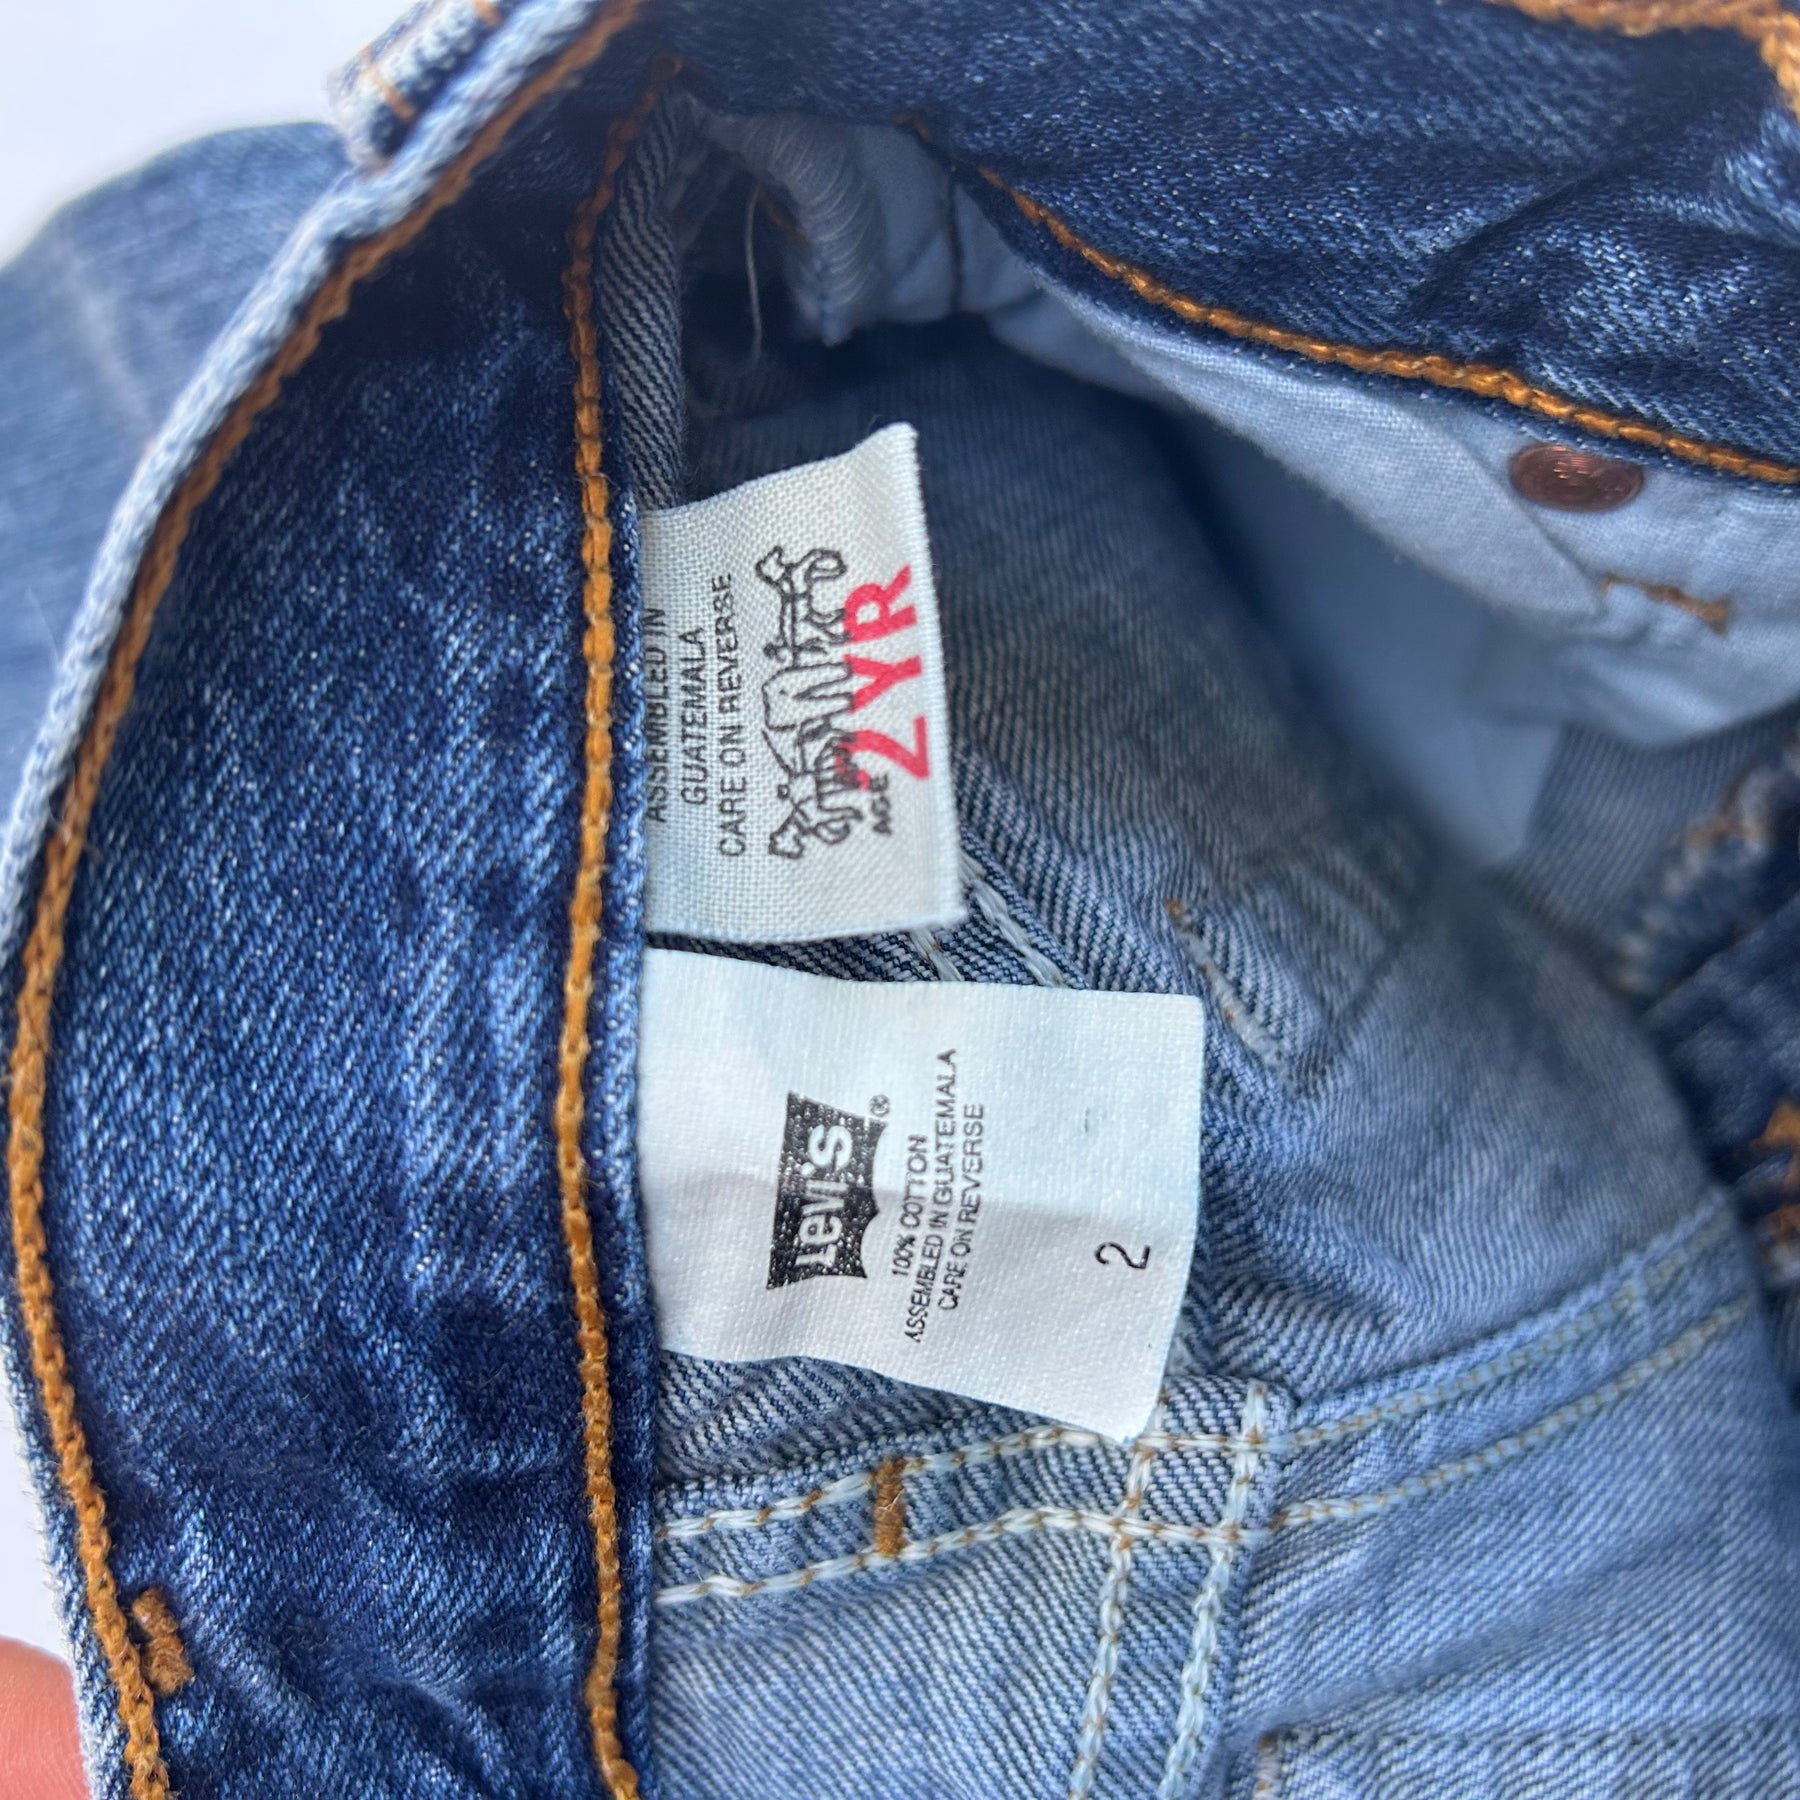 ASSEMBLED IN
GUATEMALA
CARE ON REVERSE
AGE 2YR
Levi's®
100% COTTON
ASSEMBLED IN GUATEMALA
CARE ON REVERSE
2